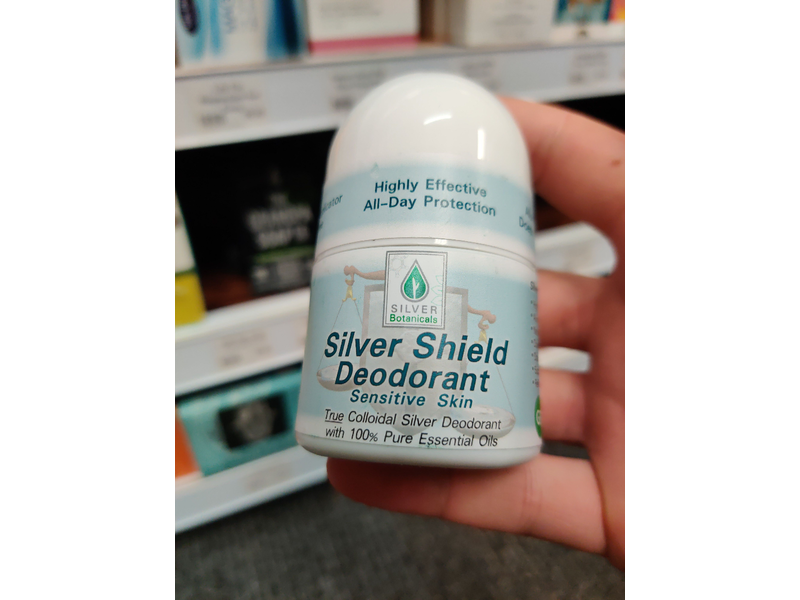 Highly Effective
All-Day Protection
SILVER
Botanicals
Silver Shield
Deodorant
Sensitive Skin
True Colloidal Silver Deodorant
with 100% Pure Essential Oils